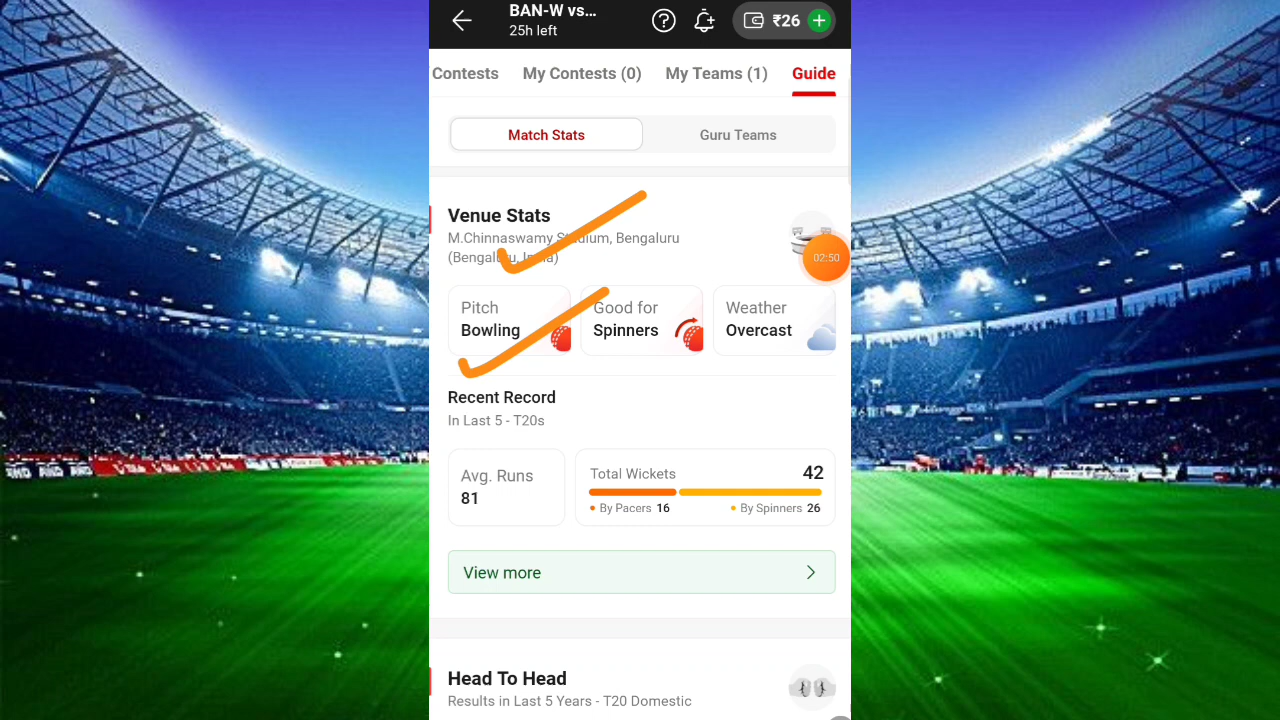 BAN-W vs...
25h left
₹26
Contests
My Contests (0)
My Teams (1)
Guide
Match Stats
Guru Teams
Venue Stats
M.Chinnaswamy Stadium, Bengaluru
(Bengaluru, India)
02:50
Pitch
Bowling
Good for
Spinners
Weather
Overcast
Recent Record
In Last 5 - T20s
Avg. Runs
81
Total Wickets
42
By Pacers 16
By Spinners 26
View more
Head To Head
Results in Last 5 Years - T20 Domestic